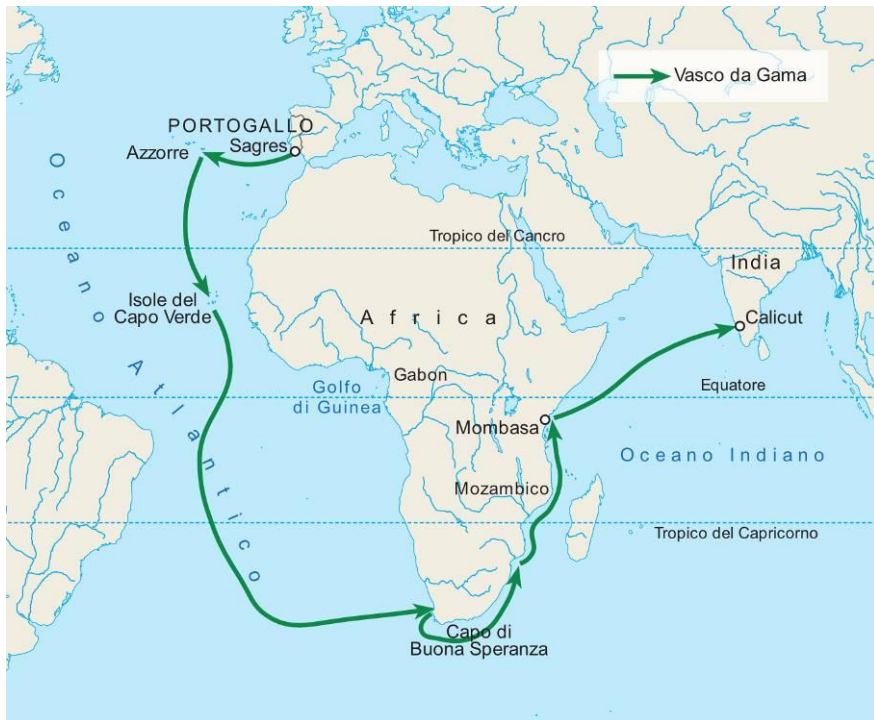 Vasco da Gama
PORTOGALLO
Sagres
Azzorre
Oceano Atlantico
Tropico del Cancro
India
Isole del
Capo Verde
Africa
Calicut
Gabon
Equatore
Golfo
di Guinea
Mombasa
Oceano Indiano
Mozambico
Tropico del Capricorno
Capo di
Buona Speranza